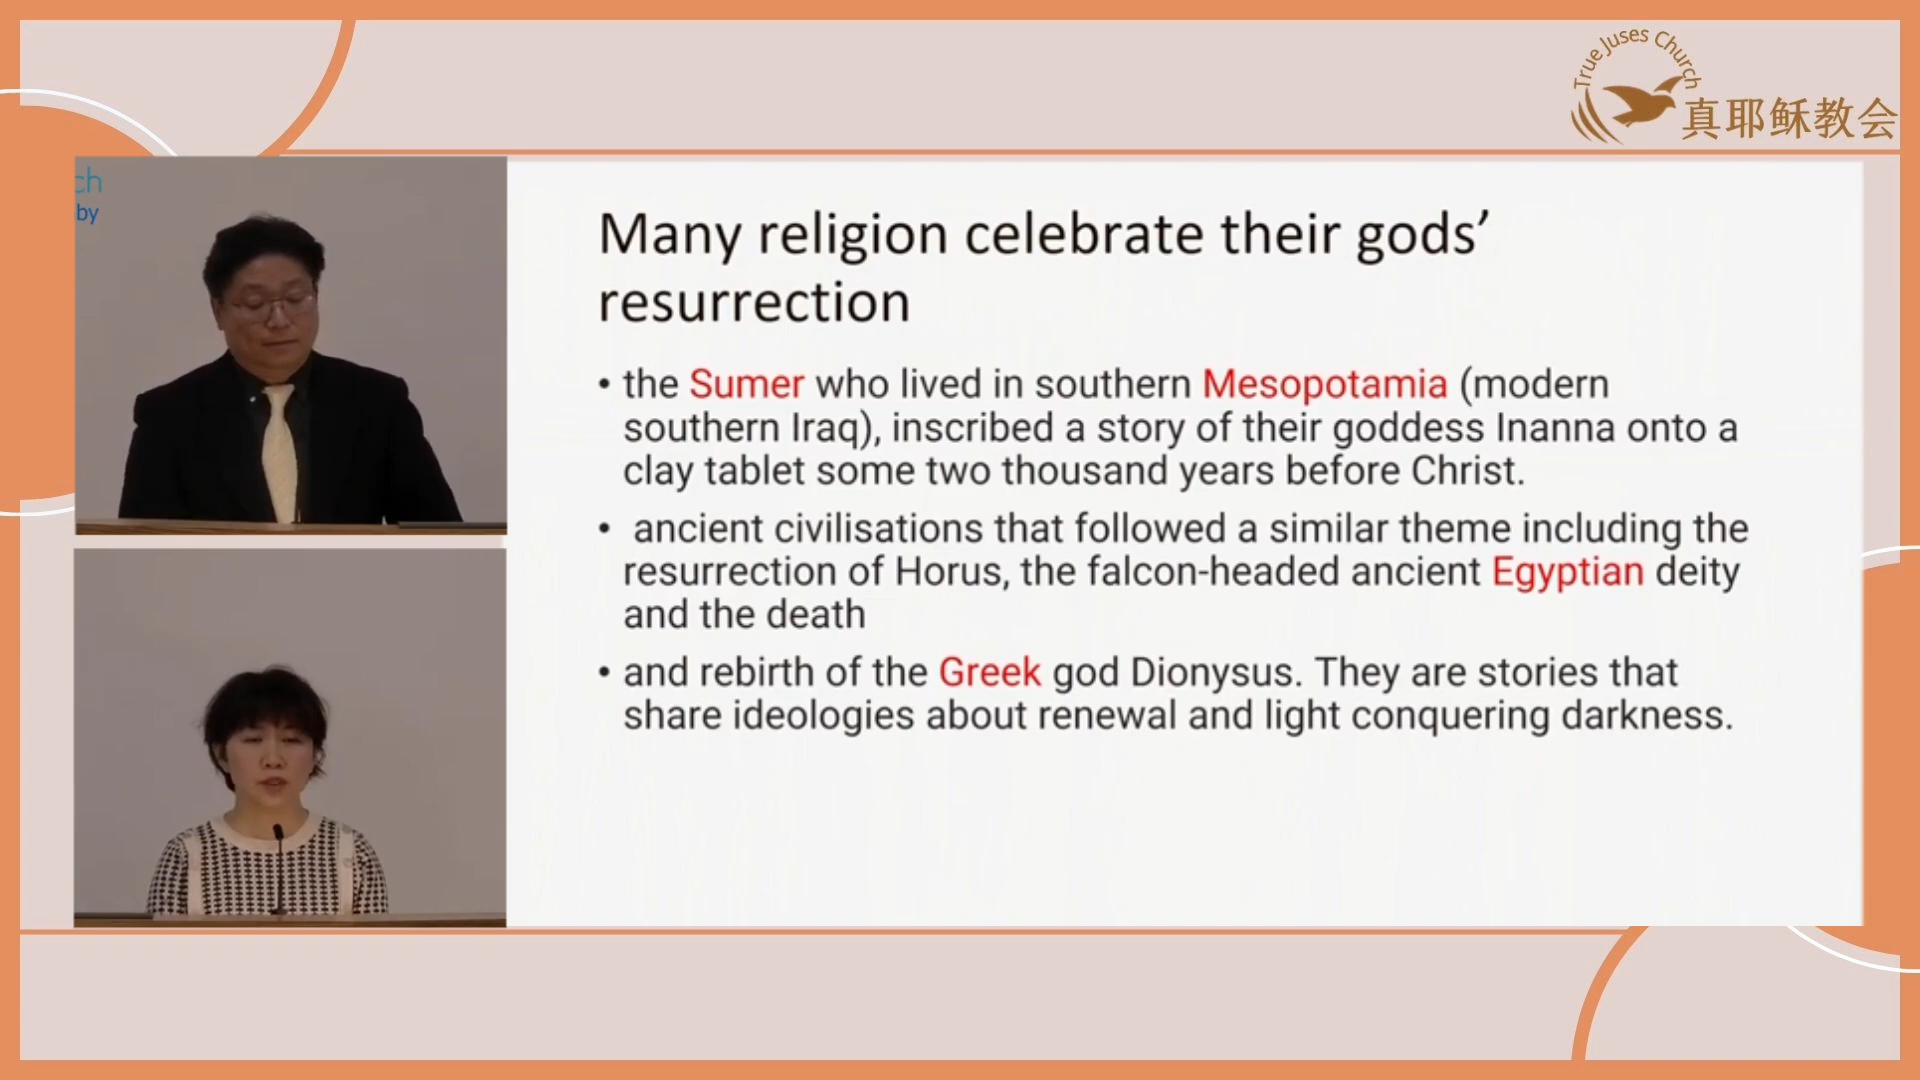 True Juses Church
真耶稣教会
ch
by
Many religion celebrate their gods’
resurrection
• the Sumer who lived in southern Mesopotamia (modern
southern Iraq), inscribed a story of their goddess Inanna onto a
clay tablet some two thousand years before Christ.
• ancient civilisations that followed a similar theme including the
resurrection of Horus, the falcon-headed ancient Egyptian deity
and the death
• and rebirth of the Greek god Dionysus. They are stories that
share ideologies about renewal and light conquering darkness.